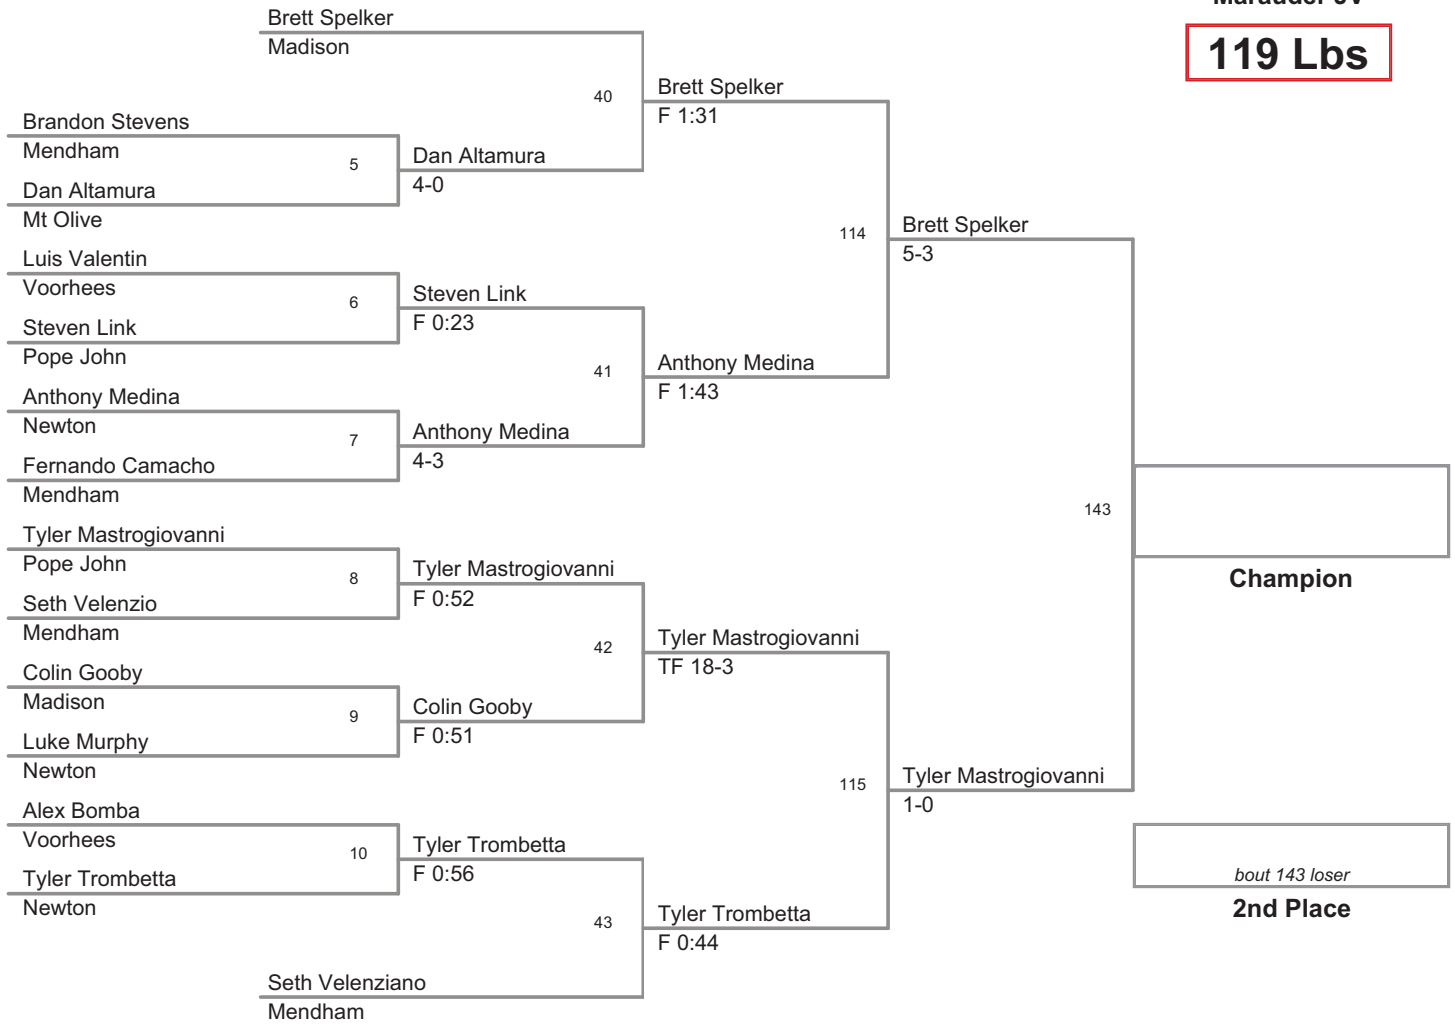 Marauder JV
119 Lbs
Brett Spelker
Madison
40
Brett Spelker
F 1:31
Brandon Stevens
Mendham
5
Dan Altamura
4-0
Dan Altamura
Mt Olive
114
Brett Spelker
5-3
Luis Valentin
Voorhees
6
Steven Link
F 0:23
Steven Link
Pope John
41
Anthony Medina
F 1:43
Anthony Medina
Newton
7
Anthony Medina
4-3
Fernando Camacho
Mendham
143
Champion
Tyler Mastrogiovanni
Pope John
8
Tyler Mastrogiovanni
F 0:52
Seth Velenzio
Mendham
42
Tyler Mastrogiovanni
TF 18-3
Colin Gooby
Madison
9
Colin Gooby
F 0:51
Luke Murphy
Newton
115
Tyler Mastrogiovanni
1-0
Alex Bomba
Voorhees
10
Tyler Trombetta
F 0:56
Tyler Trombetta
Newton
bout 143 loser
2nd Place
43
Tyler Trombetta
F 0:44
Seth Velenziano
Mendham